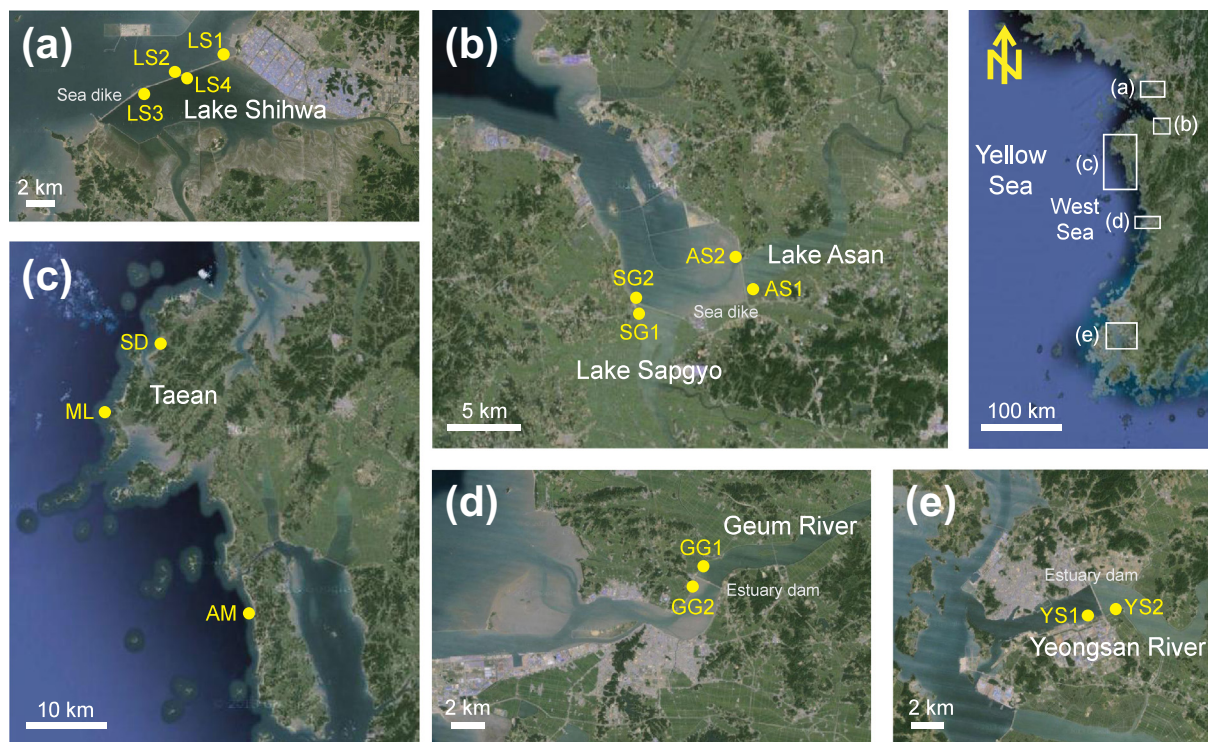 (a)
LS1
LS2
LS4
Sea dike
LS3
Lake Shihwa
2 km
(b)
AS2
Lake Asan
SG2
AS1
SG1
Sea dike
Lake Sapgyo
5 km
N
(a)
(b)
Yellow
Sea
(c)
West
Sea
(d)
(e)
100 km
(c)
SD
Taean
ML
AM
10 km
(d)
Geum River
GG1
Estuary dam
GG2
2 km
(e)
Estuary dam
YS1
YS2
Yeongsan River
2 km